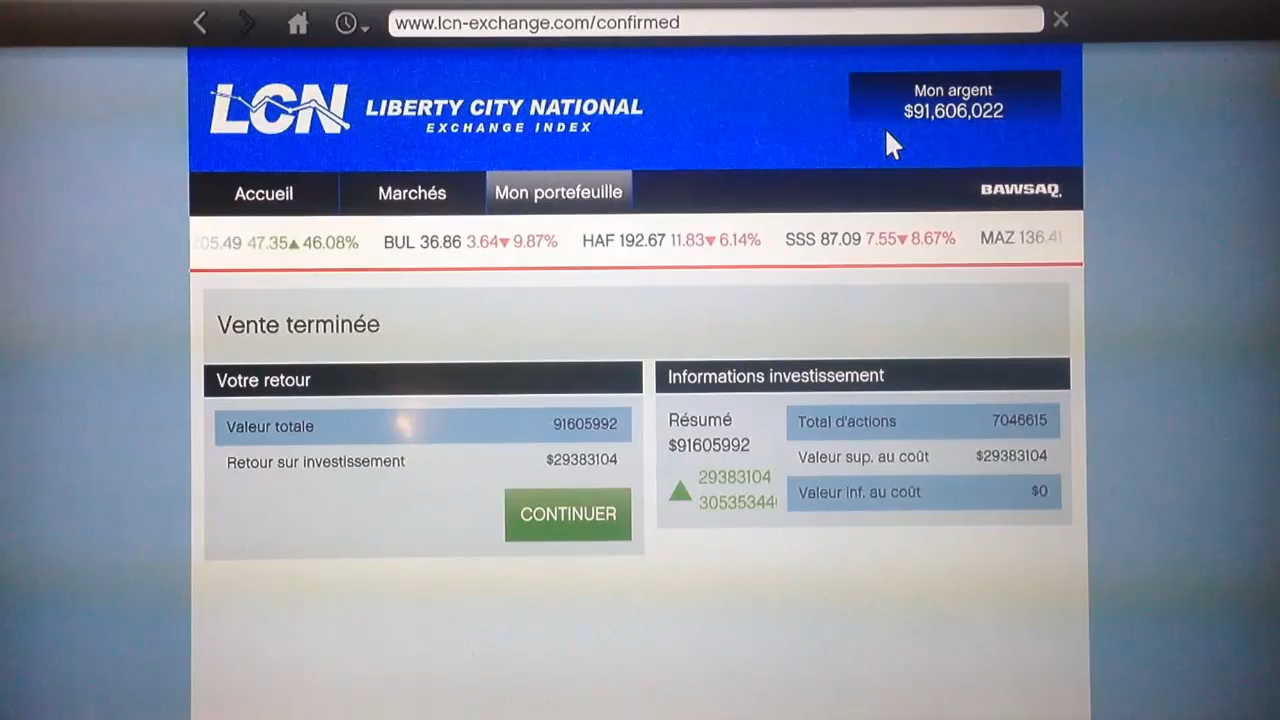 www.lcn-exchange.com/confirmed
LCN LIBERTY CITY NATIONAL
EXCHANGE INDEX
Mon argent
$91,606,022
Accueil Marchés Mon portefeuille BAWSAQ.
05.49 47.35▲46.08% BUL 36.86 3.64▼9.87% HAF 192.67 11.83▼6.14% SSS 87.09 7.55▼8.67% MAZ
Vente terminée
Votre retour
Valeur totale 91605992
Retour sur investissement $29383104
CONTINUER
Informations investissement
Résumé
$91605992
▲ 29383104
30535344
Total d'actions 7046615
Valeur sup. au coût $29383104
Valeur inf. au coût $0